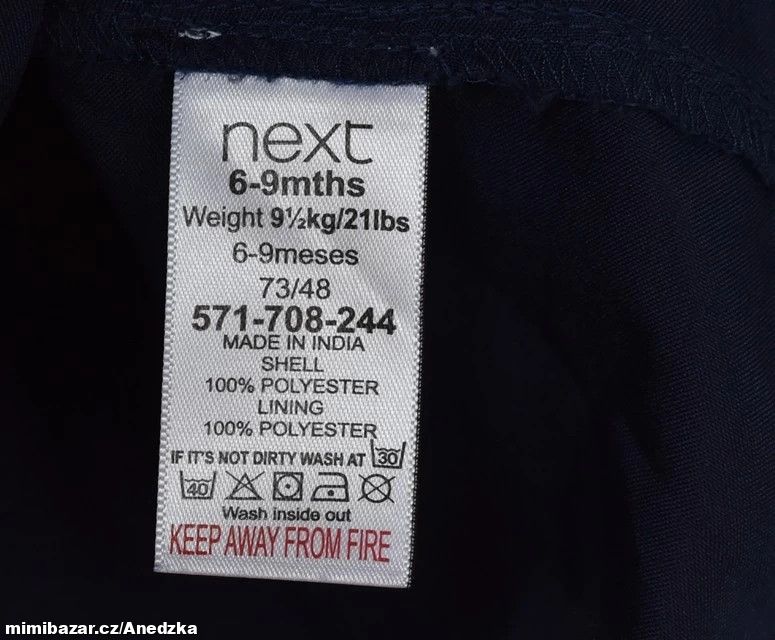 next
6-9mths
Weight 9½kg/21lbs
6-9meses
73/48
571-708-244
MADE IN INDIA
SHELL
100% POLYESTER
LINING
100% POLYESTER
IF IT'S NOT DIRTY WASH AT 30
40
Wash inside out
KEEP AWAY FROM FIRE
mimibazar.cz/Anedzka